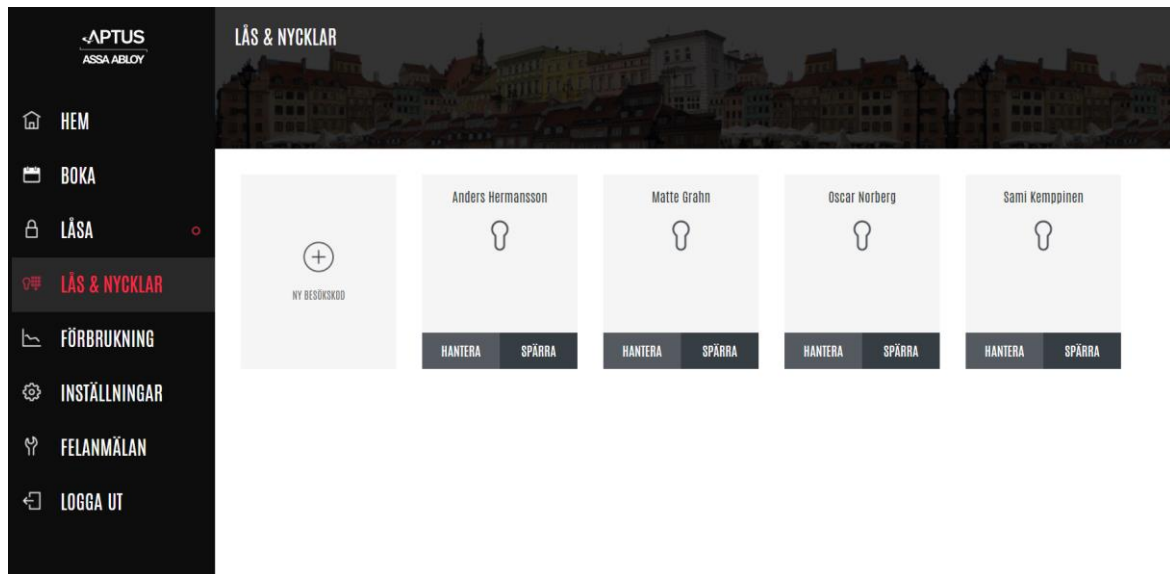 APTUS
ASSA ABLOY
HEM
BOKA
LÅSA
LÅS & NYCKLAR
FÖRBRUKNING
INSTÄLLNINGAR
FELANMÄLAN
LOGGA UT
LÅS & NYCKLAR
NY BESÖKSKOD
Anders Hermansson
HANTERA SPÄRRA
Matte Grahn
HANTERA SPÄRRA
Oscar Norberg
HANTERA SPÄRRA
Sami Kemppinen
HANTERA SPÄRRA